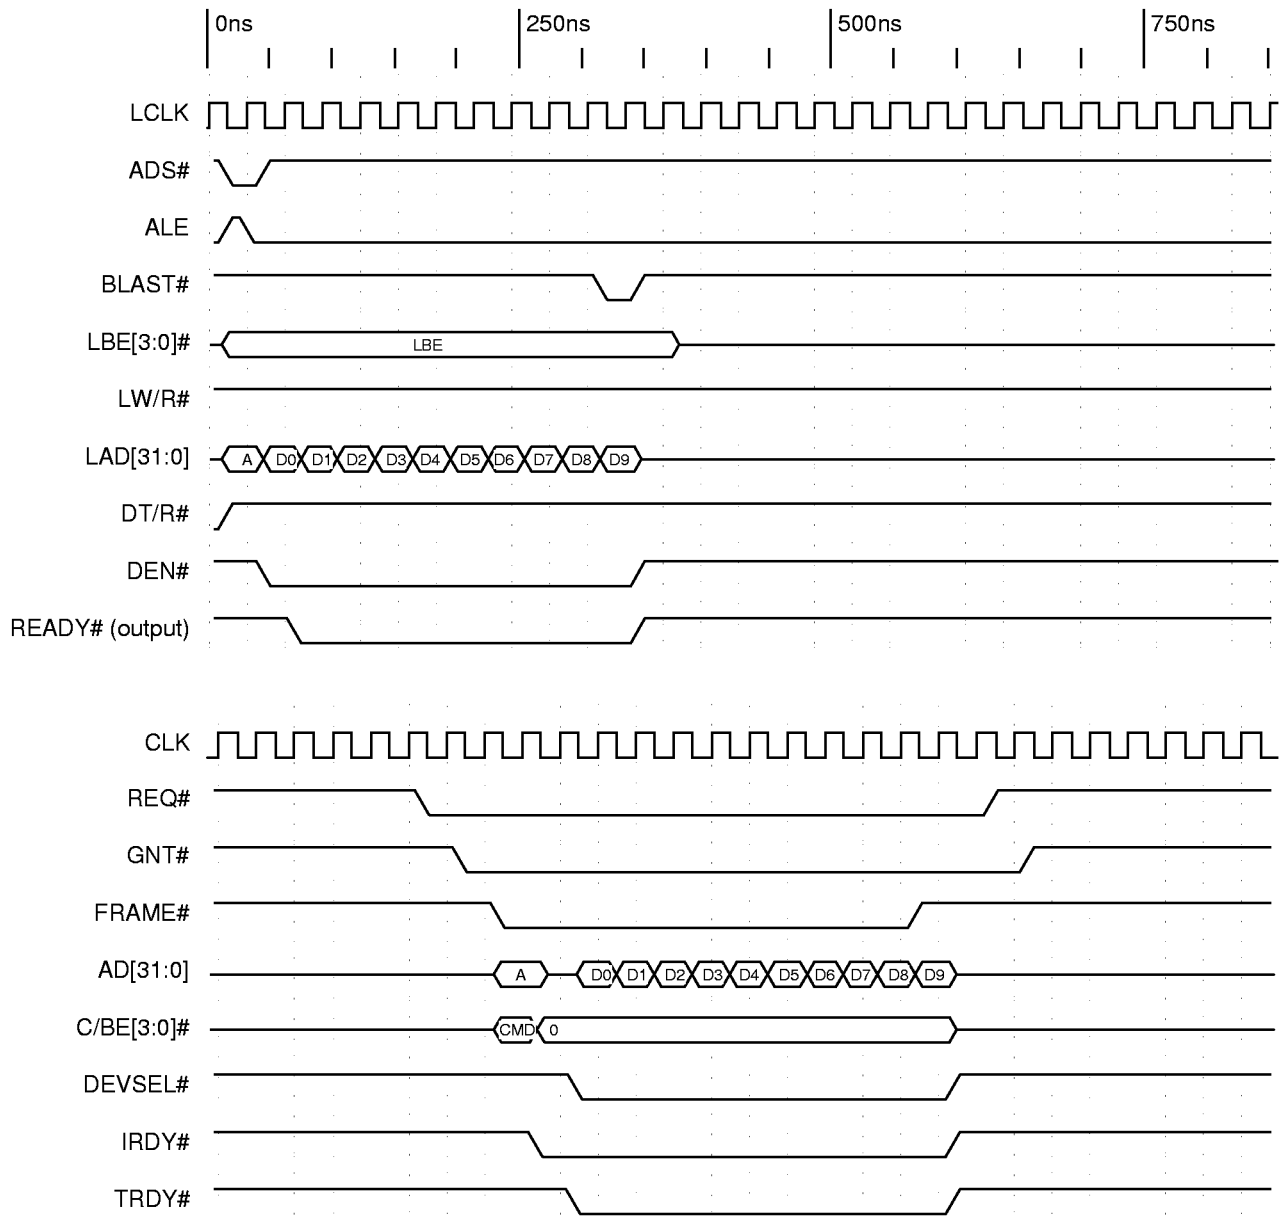 0ns 250ns 500ns 750ns
LCLK
ADS#
ALE
BLAST#
LBE[3:0]# LBE
LW/R#
LAD[31:0] A D0 D1 D2 D3 D4 D5 D6 D7 D8 D9
DT/R#
DEN#
READY# (output)
CLK
REQ#
GNT#
FRAME#
AD[31:0] A D0 D1 D2 D3 D4 D5 D6 D7 D8 D9
C/BE[3:0]# CMD 0
DEVSEL#
IRDY#
TRDY#